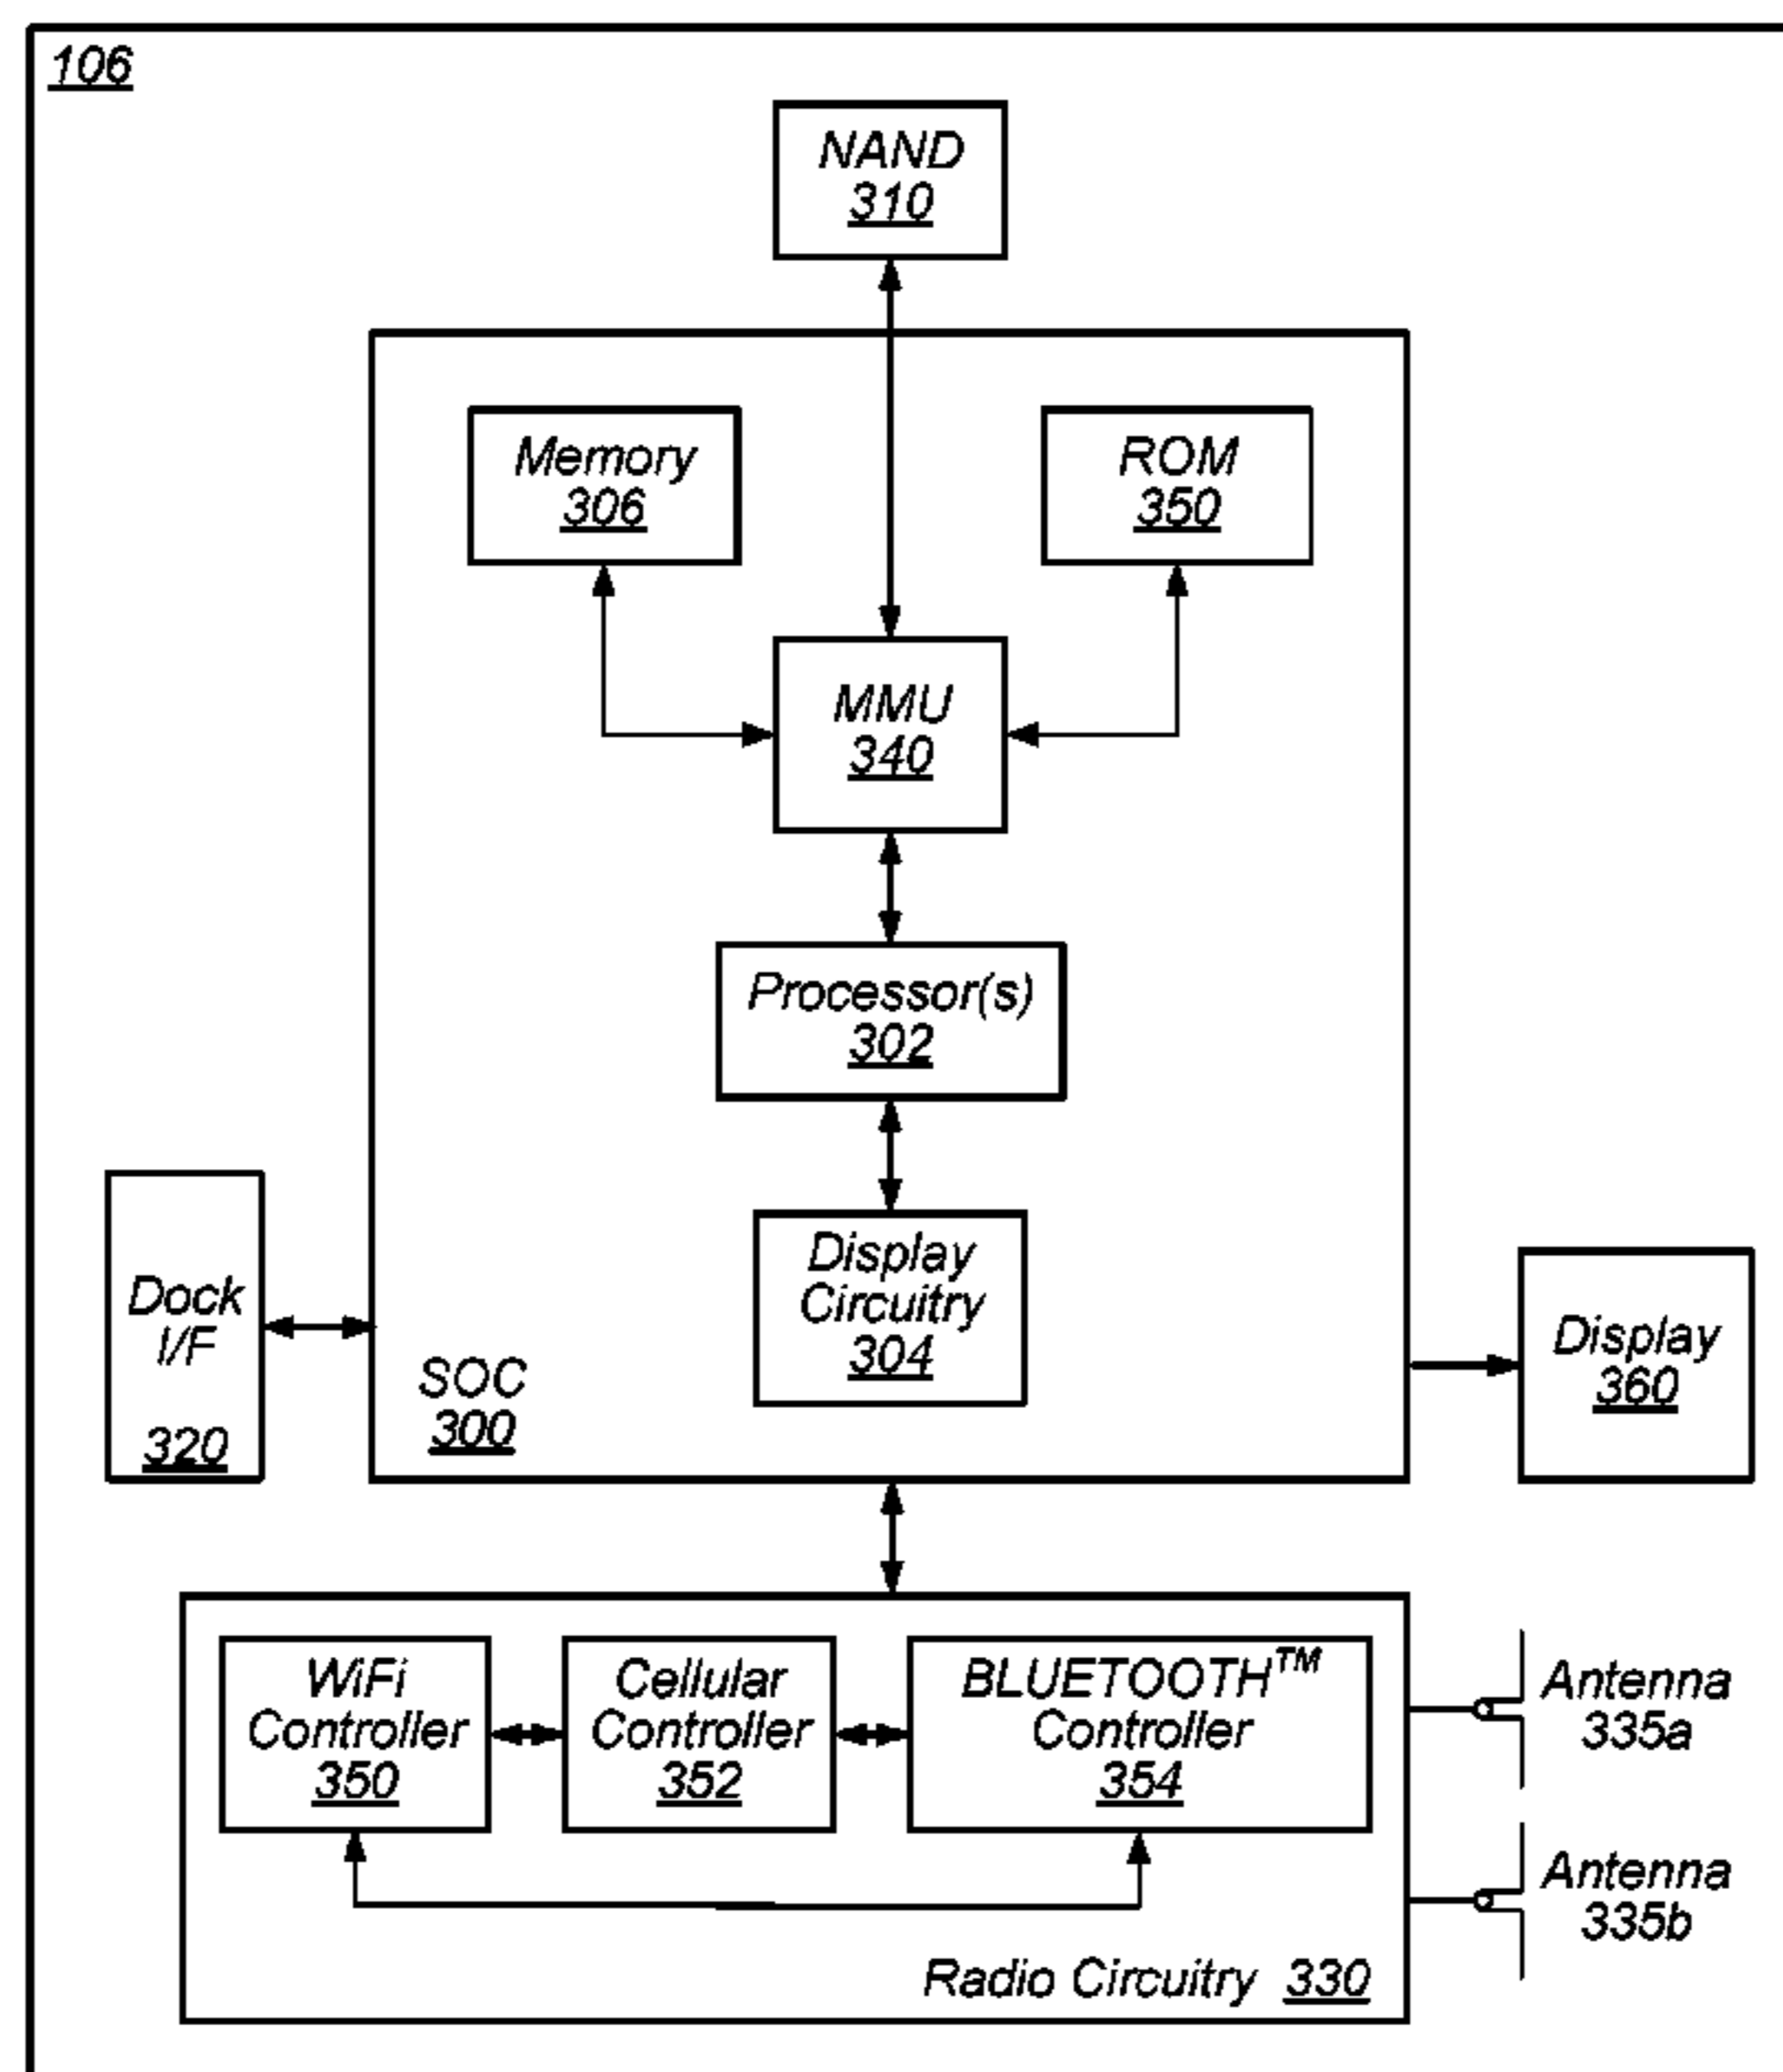 106
NAND
310
Memory
306
ROM
350
MMU
340
Processor(s)
302
Display
Circuitry
304
Dock
I/F
320
SOC
300
Display
360
WiFi
Controller
350
Cellular
Controller
352
BLUETOOTH™
Controller
354
Antenna
335a
Antenna
335b
Radio Circuitry 330